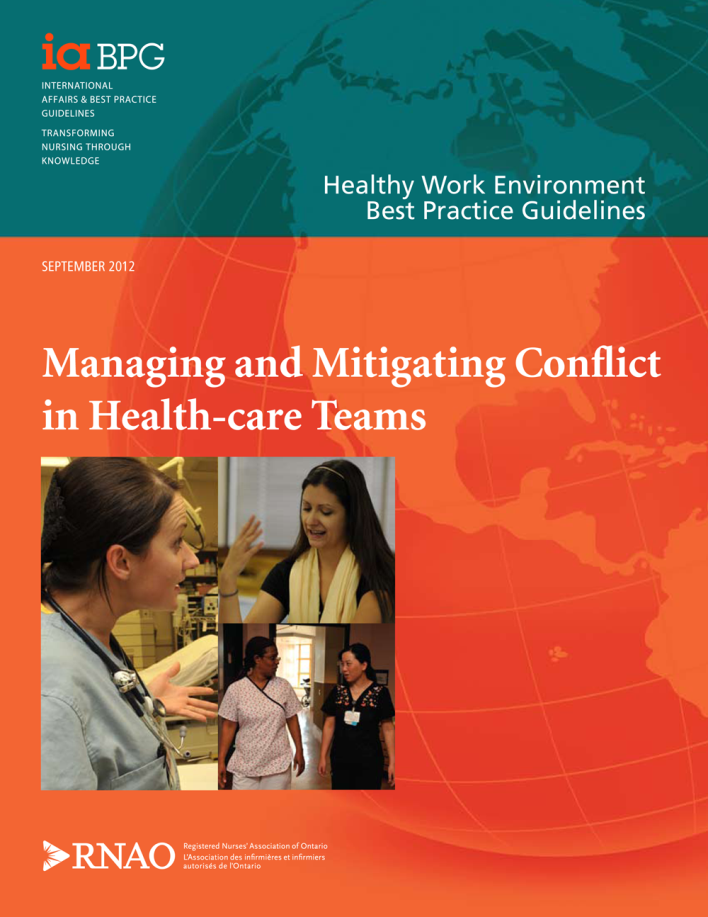 ia BPG
INTERNATIONAL
AFFAIRS & BEST PRACTICE
GUIDELINES
TRANSFORMING
NURSING THROUGH
KNOWLEDGE
Healthy Work Environment
Best Practice Guidelines
SEPTEMBER 2012
Managing and Mitigating Conflict
in Health-care Teams
RNAO
Registered Nurses' Association of Ontario
L'Association des infirmières et infirmiers
autorisés de l'Ontario